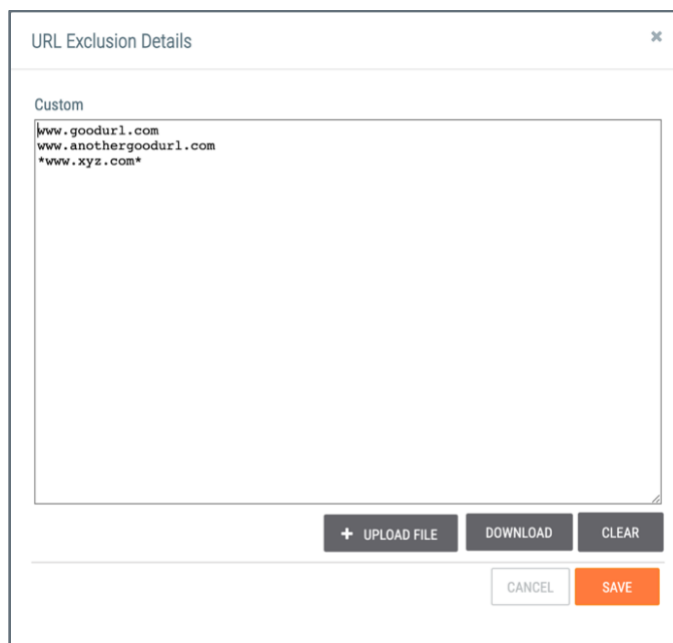 URL Exclusion Details
Custom
www.goodurl.com
www.anothergoodurl.com
*www.xyz.com*
+ UPLOAD FILE DOWNLOAD CLEAR
CANCEL SAVE